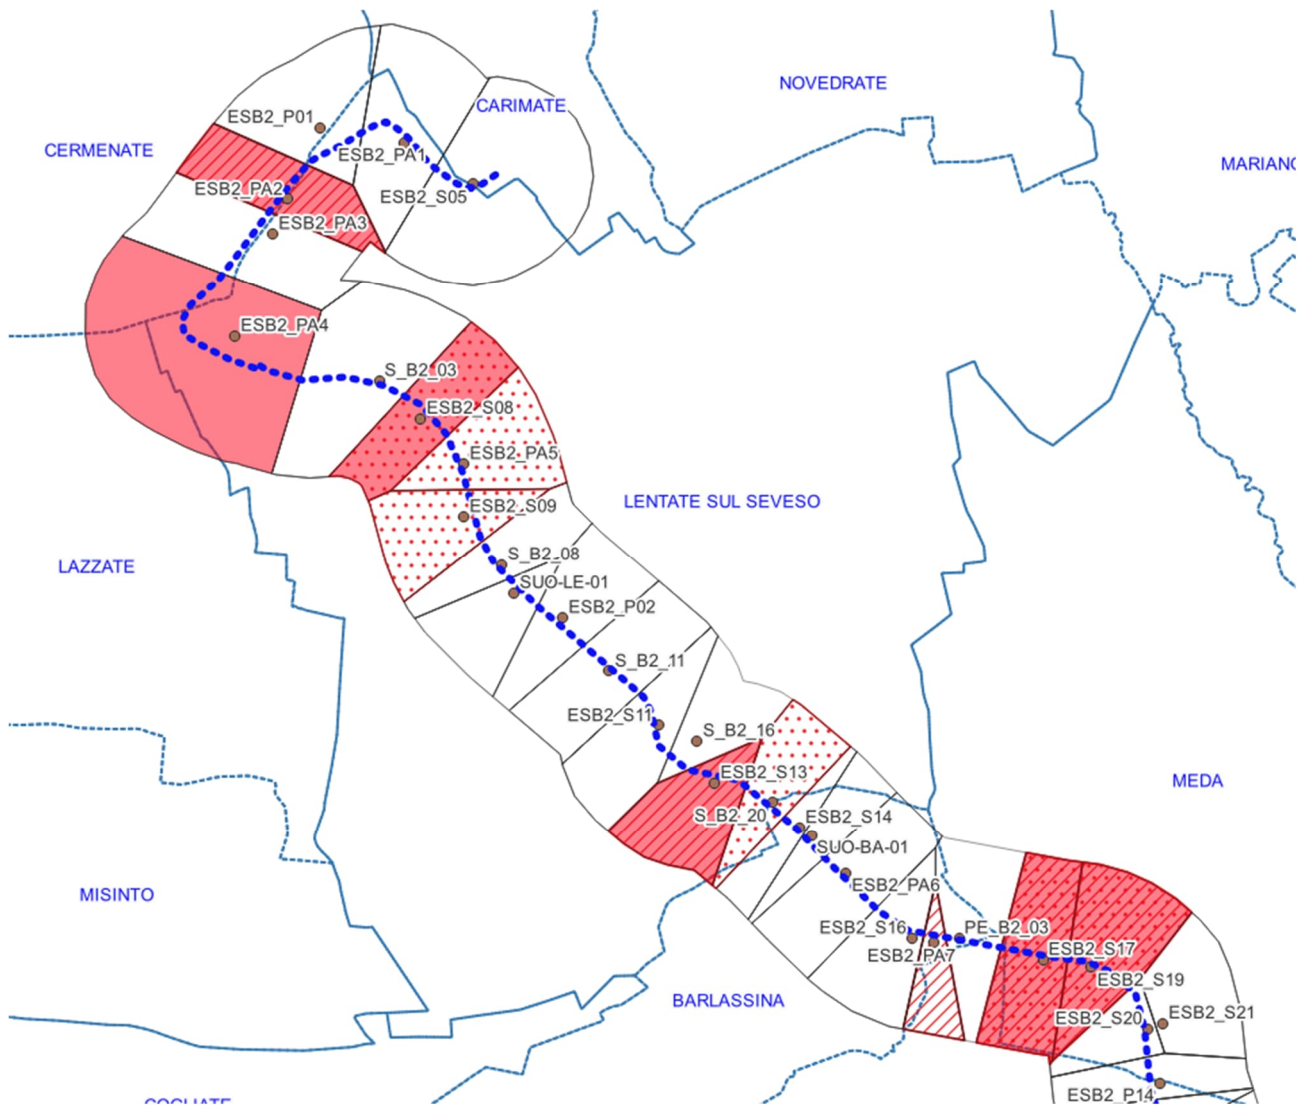 NOVEDRATE
CARIMATE
ESB2_P01
CERMENATE
ESB2_PA1
MARIANO
ESB2_PA2
ESB2_S05
ESB2_PA3
ESB2_PA4
S_B2_03
ESB2_S08
ESB2_PA5
LENTATE SUL SEVESO
ESB2_S09
S_B2_08
LAZZATE
SUO-LE-01
ESB2_P02
S_B2_11
ESB2_S11
S_B2_16
ESB2_S13
MEDA
S_B2_20
ESB2_S14
SUO-BA-01
ESB2_PA6
MISINTO
ESB2_S16
PE_B2_03
ESB2_PA7
ESB2_S17
ESB2_S19
BARLASSINA
ESB2_S20
ESB2_S21
ESB2_P14
COGLIATE